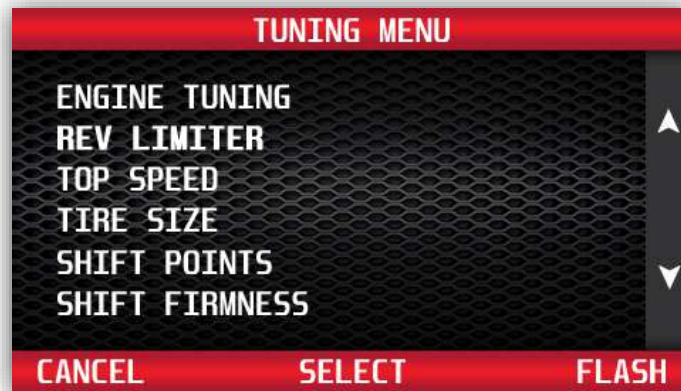 TUNING MENU
ENGINE TUNING
REV LIMITER
TOP SPEED
TIRE SIZE
SHIFT POINTS
SHIFT FIRMNESS
CANCEL SELECT FLASH